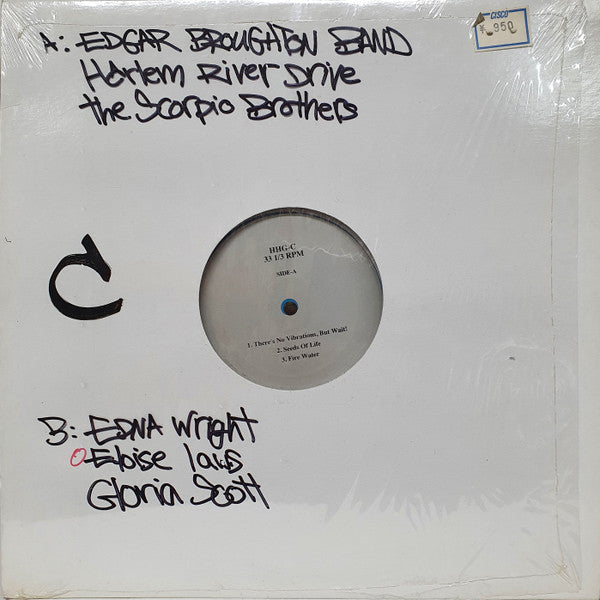 A: EDGAR BROUGHTON BAND
Harlem River Drive
the Scorpio Brothers
CISCO
¥ 950
C
HHG-C
33 1/3 RPM
SIDE-A
1. There's No Vibrations, But Wait!
2. Seeds Of Life
3. Fire Water
B: EDNA Wright
Eloise laws
Gloria Scott